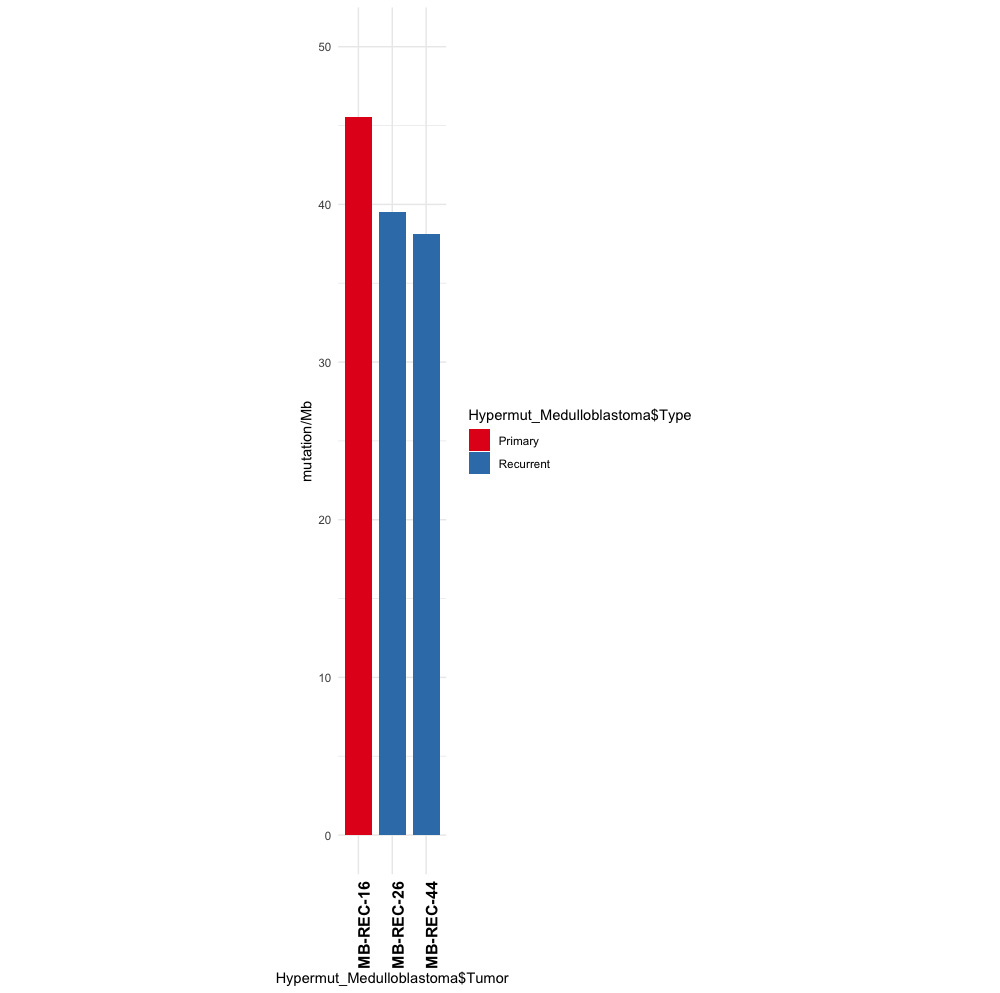 50
40
30
20
10
0
mutation/Mb
MB-REC-16
MB-REC-26
MB-REC-44
Hypermut_Medulloblastoma$Tumor
Hypermut_Medulloblastoma$Type
Primary
Recurrent